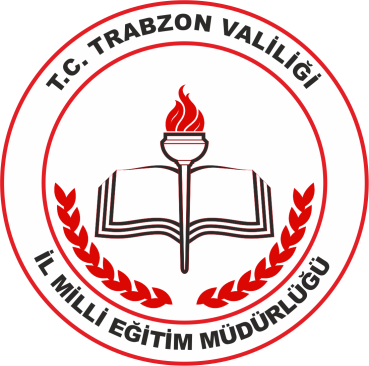 T.C. TRABZON VALİLİĞİ
İL MİLLİ EĞİTİM MÜDÜRLÜĞÜ